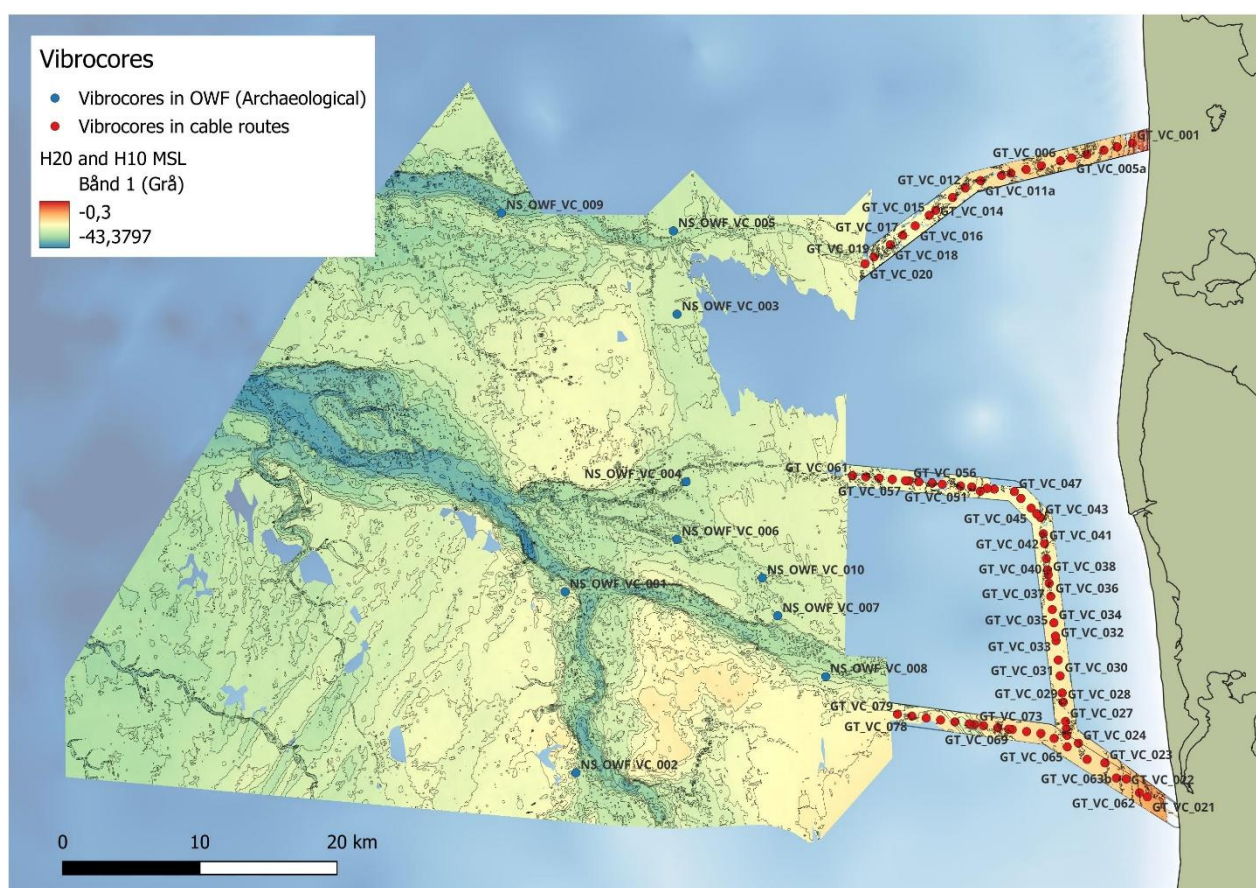 Vibrocores
Vibrocores in OWF (Archaeological)
Vibrocores in cable routes
H20 and H10 MSL
Bånd 1 (Grå)
-0,3
-43,3797
GT_VC_001
GT_VC_006
GT_VC_005a
GT_VC_012
GT_VC_011a
NS_OWF_VC_009
GT_VC_015
GT_VC_014
NS_OWF_VC_005
GT_VC_017
GT_VC_016
GT_VC_019
GT_VC_018
GT_VC_020
NS_OWF_VC_003
GT_VC_061
GT_VC_056
NS_OWF_VC_004
GT_VC_047
GT_VC_057
GT_VC_051
GT_VC_043
GT_VC_045
NS_OWF_VC_006
GT_VC_041
GT_VC_042
GT_VC_038
GT_VC_040
NS_OWF_VC_010
NS_OWF_VC_001
GT_VC_036
GT_VC_037
NS_OWF_VC_007
GT_VC_034
GT_VC_035
GT_VC_032
GT_VC_033
NS_OWF_VC_008
GT_VC_031
GT_VC_030
GT_VC_029
GT_VC_028
GT_VC_079
GT_VC_027
GT_VC_073
GT_VC_078
GT_VC_024
GT_VC_069
GT_VC_065
GT_VC_023
NS_OWF_VC_002
GT_VC_063b
GT_VC_022
GT_VC_062
GT_VC_021
0 10 20 km